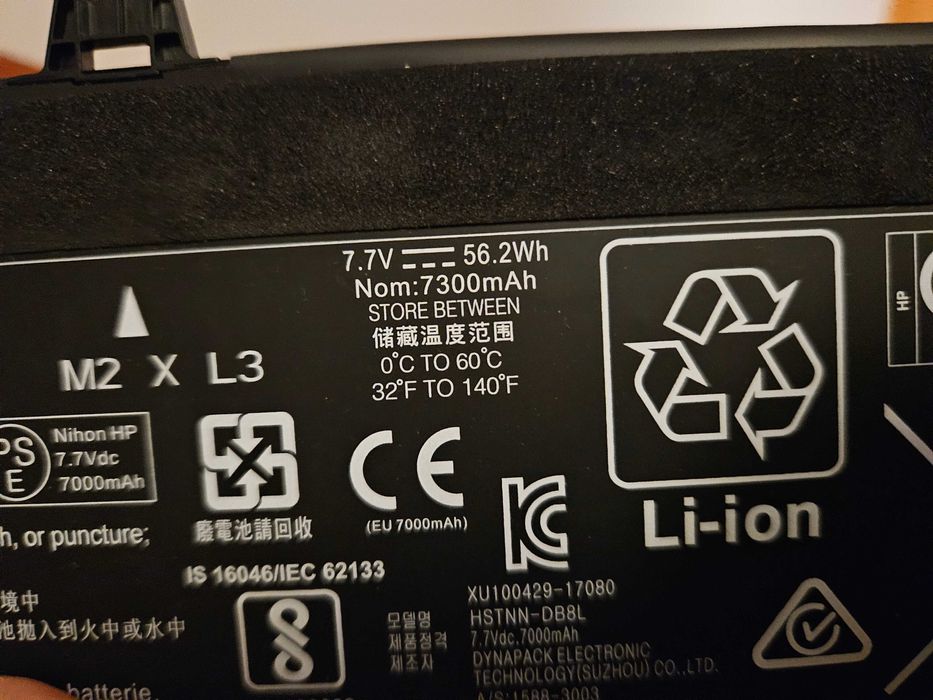 7.7V 56.2Wh
Nom:7300mAh
STORE BETWEEN
储藏温度范围
0°C TO 60°C
32°F TO 140°F
M2 X L3
HP
PS
E
Nihon HP
7.7Vdc
7000mAh
廢電池請回收
CE
(EU 7000mAh)
Li-ion
h, or puncture;
IS 16046/IEC 62133
境中
池拋入到火中或水中
XU100429-17080
모델명 HSTNN-DB8L
제품정격 7.7Vdc.7000mAh
제조자 DYNAPACK ELECTRONIC
TECHNOLOGY(SUZHOU) CO.,LTD.
A/S:1588-3003
batterie.